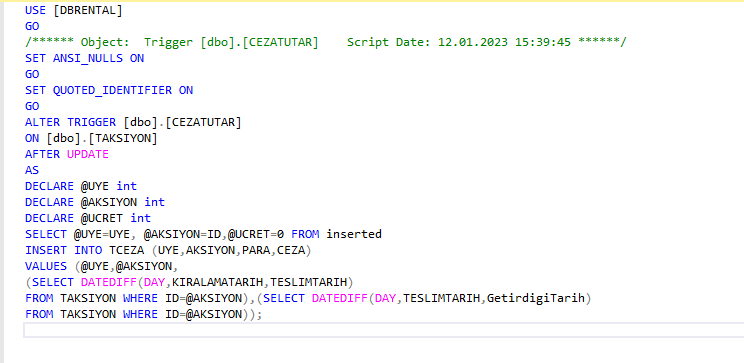 USE [DBRENTAL]
GO
/****** Object:  Trigger [dbo].[CEZATUTAR]    Script Date: 12.01.2023 15:39:45 ******/
SET ANSI_NULLS ON
GO
SET QUOTED_IDENTIFIER ON
GO
ALTER TRIGGER [dbo].[CEZATUTAR]
ON [dbo].[TAKSIYON]
AFTER UPDATE
AS
DECLARE @UYE int
DECLARE @AKSIYON int
DECLARE @UCRET int
SELECT @UYE=UYE, @AKSIYON=ID,@UCRET=0 FROM inserted
INSERT INTO TCEZA (UYE,AKSIYON,PARA,CEZA)
VALUES (@UYE,@AKSIYON,
(SELECT DATEDIFF(DAY,KIRALAMATARIH,TESLIMTARIH)
FROM TAKSIYON WHERE ID=@AKSIYON),(SELECT DATEDIFF(DAY,TESLIMTARIH,GetirdigiTarih)
FROM TAKSIYON WHERE ID=@AKSIYON));